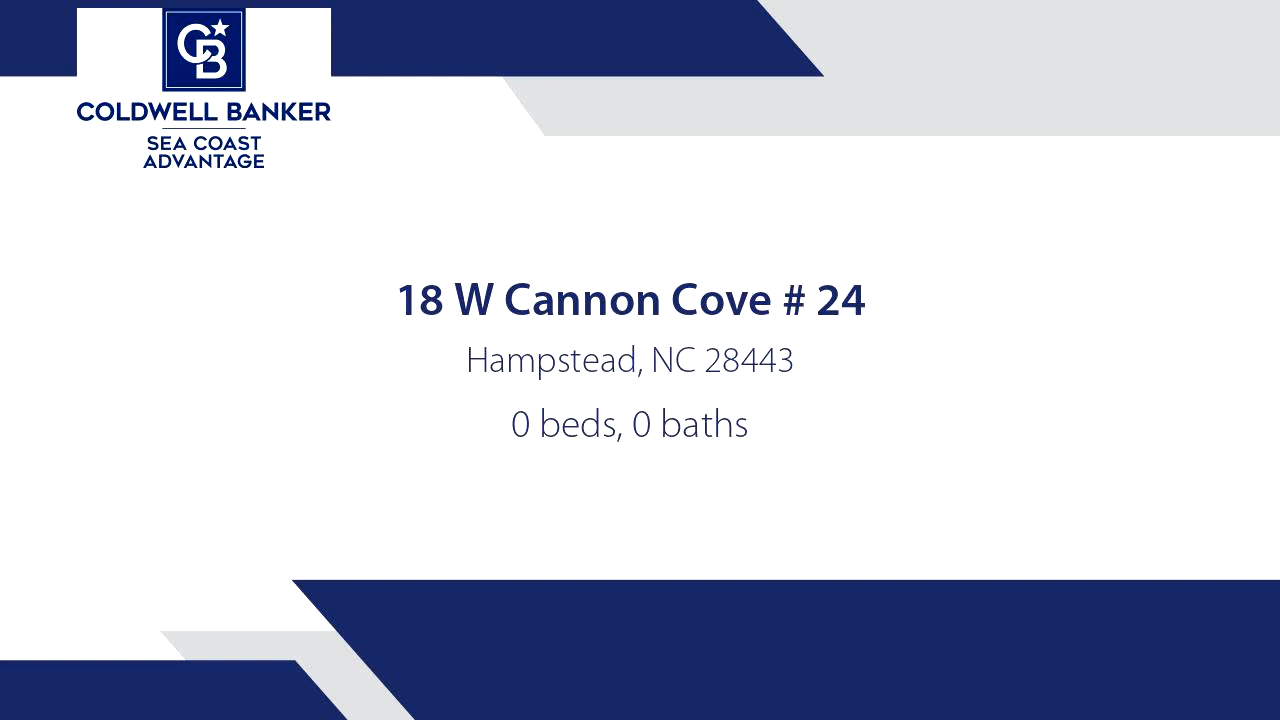 CB
COLDWELL BANKER
SEA COAST
ADVANTAGE
18 W Cannon Cove # 24
Hampstead, NC 28443
0 beds, 0 baths